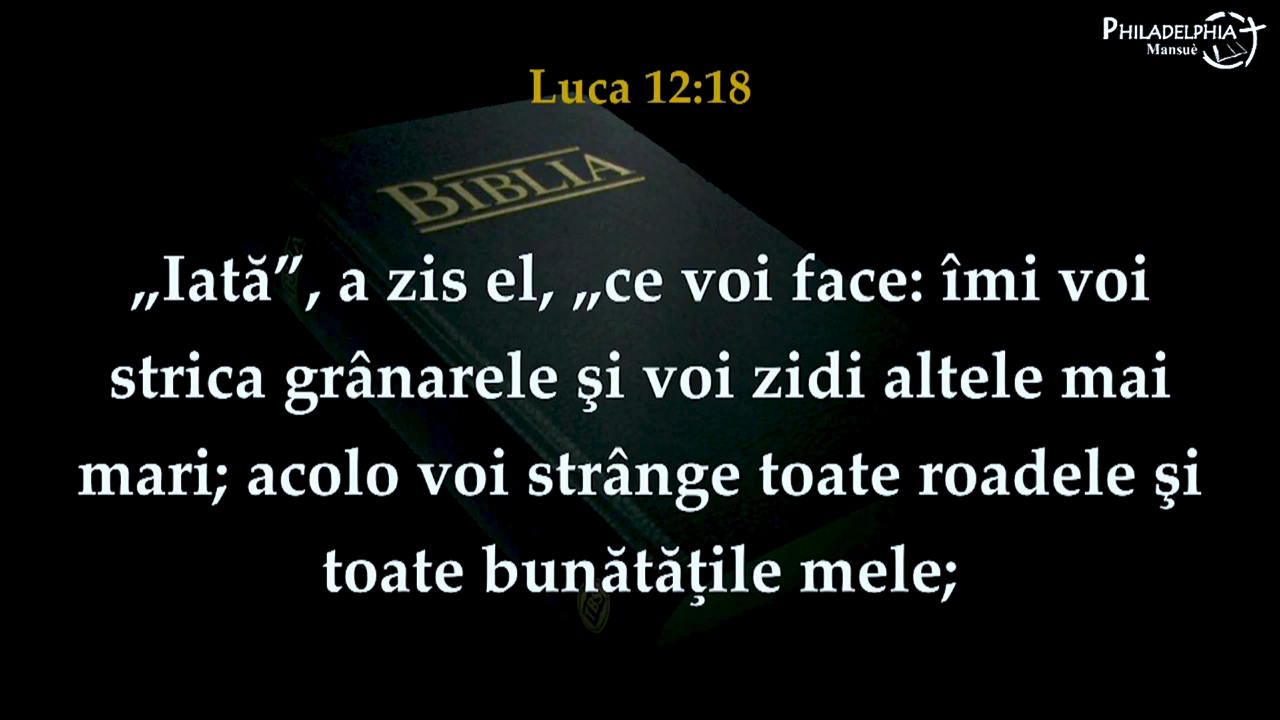 PHILADELPHIA
Mansuè
Luca 12:18
BIBLIA
„Iată”, a zis el, „ce voi face: îmi voi
strica grânarele şi voi zidi altele mai
mari; acolo voi strânge toate roadele şi
toate bunătăţile mele;